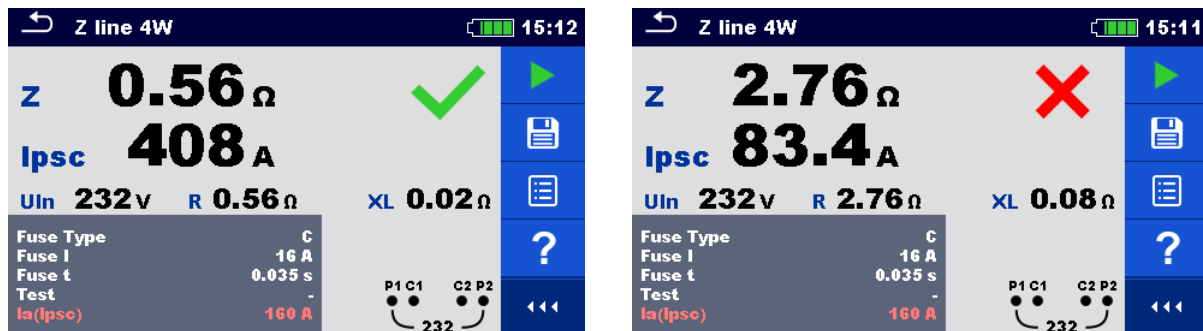 Z line 4W 15:12
Z 0.56 Ω
Ipsc 408 A
Uln 232 V R 0.56 Ω XL 0.02 Ω
Fuse Type C
Fuse I 16 A
Fuse t 0.035 s
Test -
Ia(Ipsc) 160 A
P1 C1 C2 P2
232
?
Z line 4W 15:11
Z 2.76 Ω
Ipsc 83.4 A
Uln 232 V R 2.76 Ω XL 0.08 Ω
Fuse Type C
Fuse I 16 A
Fuse t 0.035 s
Test -
Ia(Ipsc) 160 A
P1 C1 C2 P2
232
?